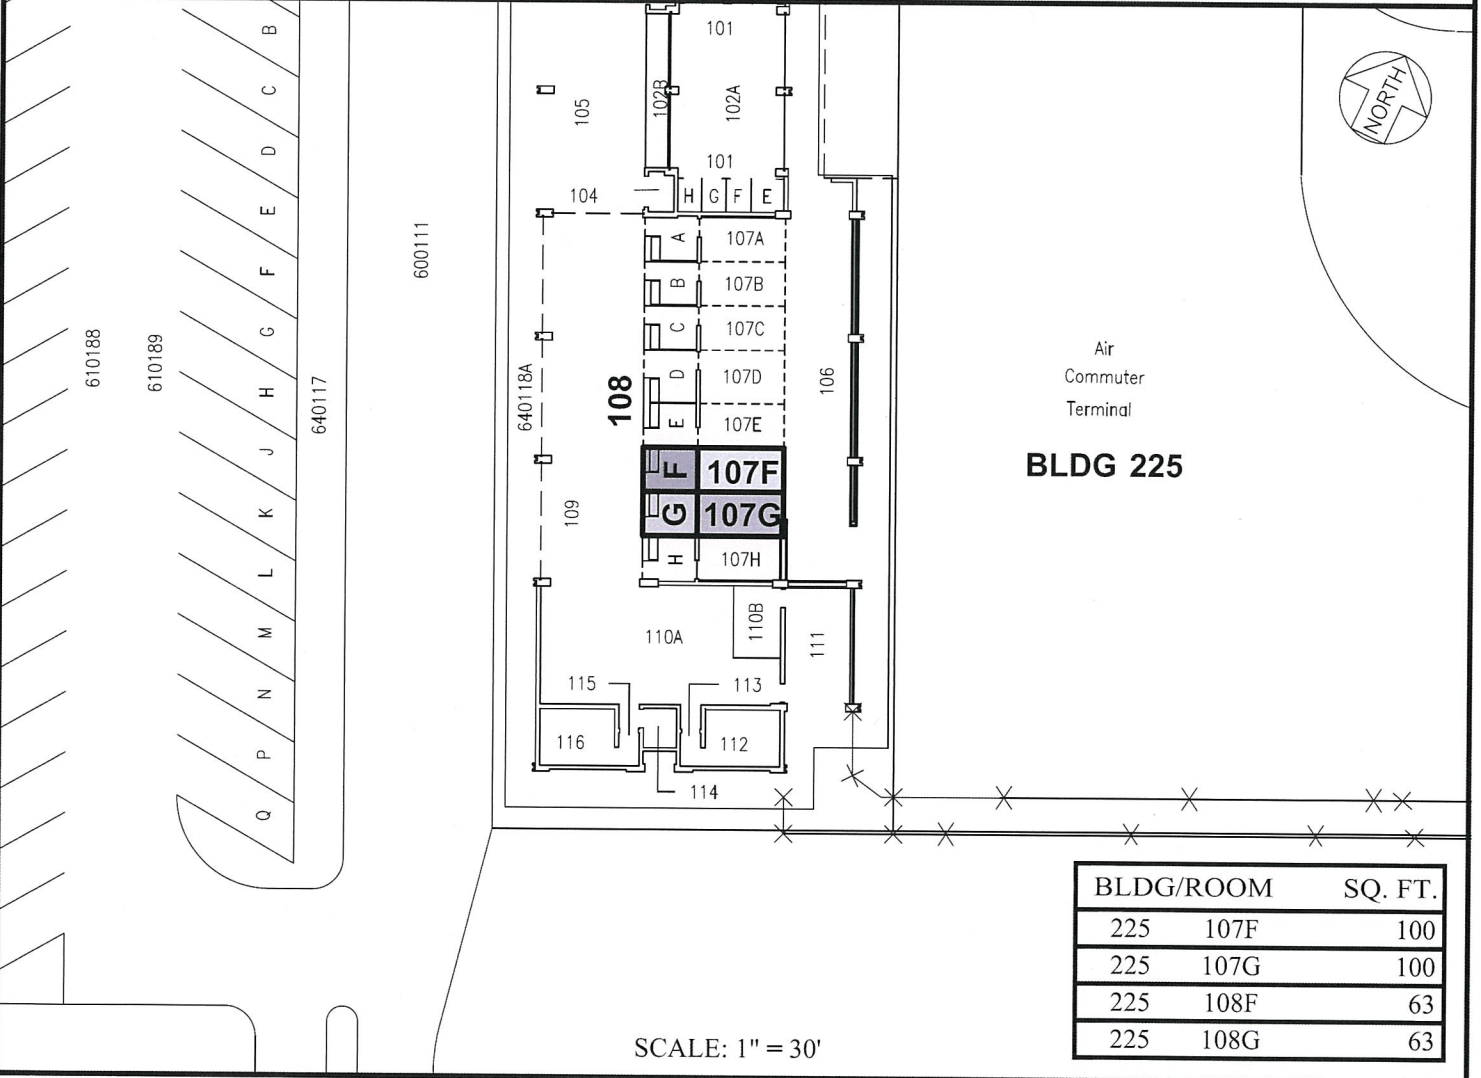 B
C
D
E
F
G
H
J
K
L
M
N
P
Q
610188
610189
640117
600111
640118A
101
105
102B
102A
101
104
H G F E
A 107A
B 107B
C 107C
D 107D
E 107E
108
106
F 107F
G 107G
109
H 107H
110A
110B
111
115
113
116
112
114
NORTH
Air
Commuter
Terminal
BLDG 225
BLDG/ROOM SQ. FT.
225 107F 100
225 107G 100
225 108F 63
225 108G 63
SCALE: 1" = 30'